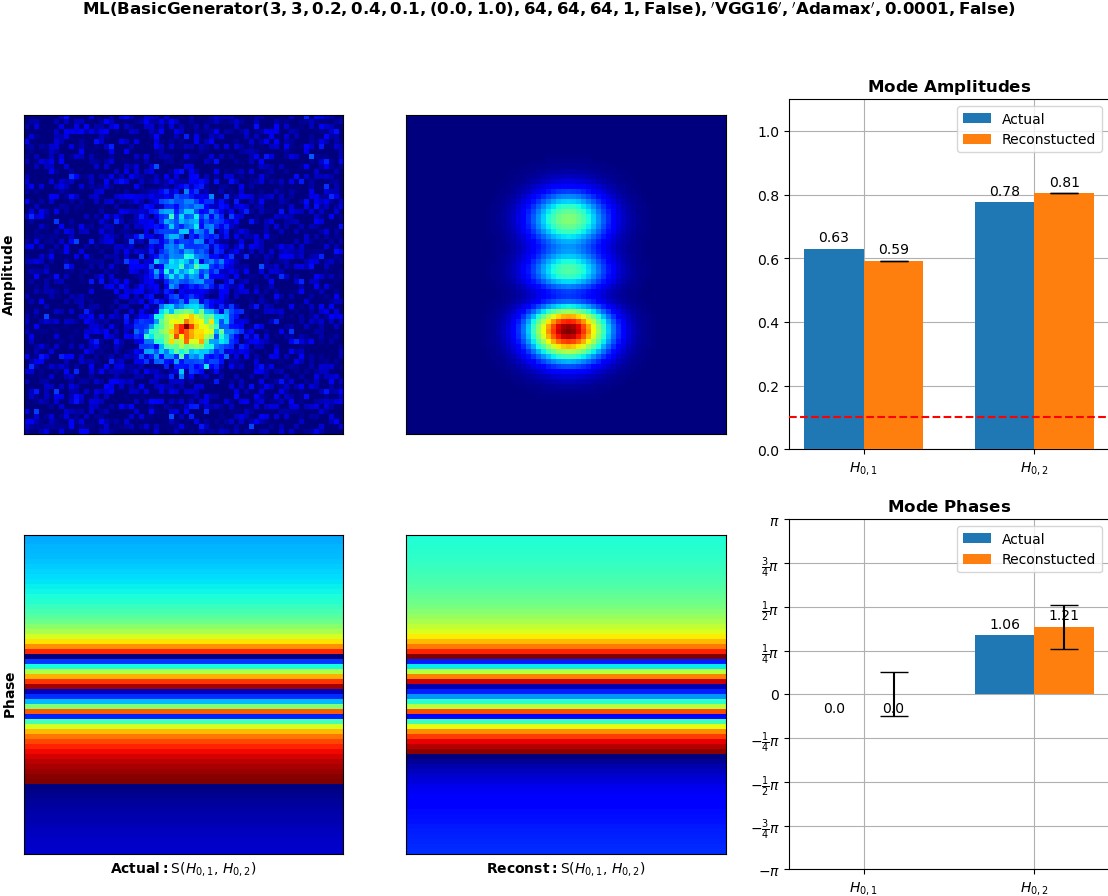 ML(BasicGenerator(3, 3, 0.2, 0.4, 0.1, (0.0, 1.0), 64, 64, 64, 1, False), ′VGG16′, ′Adamax′, 0.0001, False)
Amplitude
Mode Amplitudes
Actual
Reconstucted
1.0
0.8
0.6
0.4
0.2
0.0
0.63
0.59
0.78
0.81
H0, 1
H0, 2
Phase
Actual: S(H0, 1, H0, 2)
Reconst: S(H0, 1, H0, 2)
Mode Phases
Actual
Reconstucted
π
3/4π
1/2π
1/4π
0
−1/4π
−1/2π
−3/4π
−π
0.0
0.0
1.06
1.21
H0, 1
H0, 2